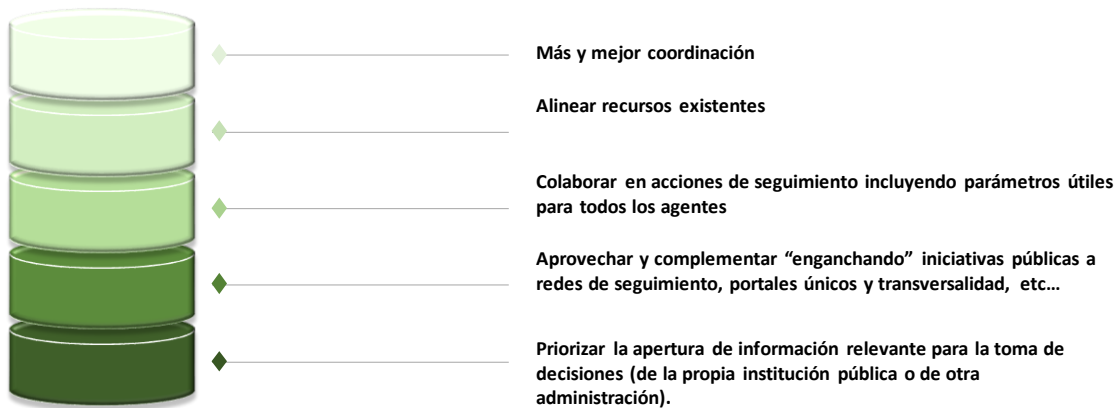 Más y mejor coordinación
Alinear recursos existentes
Colaborar en acciones de seguimiento incluyendo parámetros útiles
para todos los agentes
Aprovechar y complementar “enganchando” iniciativas públicas a
redes de seguimiento, portales únicos y transversalidad, etc…
Priorizar la apertura de información relevante para la toma de
decisiones (de la propia institución pública o de otra
administración).